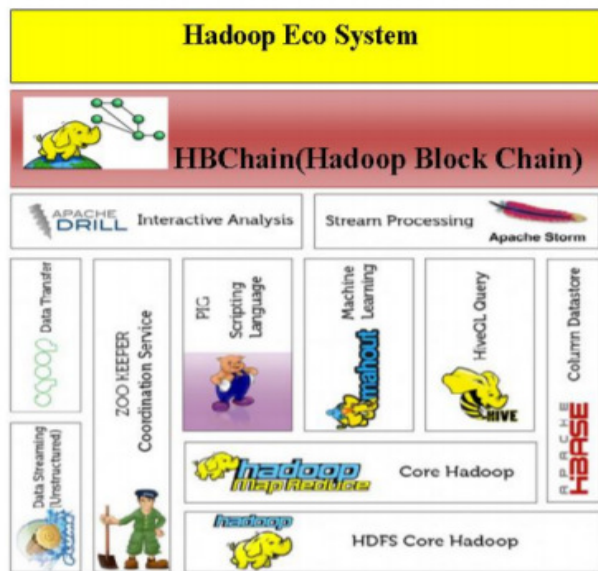 Hadoop Eco System
HBChain(Hadoop Block Chain)
APACHE
DRILL
Interactive Analysis
Stream Processing
Apache Storm
sqoop
Data Transfer
ZOO KEEPER
Coordination Service
PIG
Scripting
Language
Machine
Learning
mahout
HiveQL Query
HIVE
Column Datastore
APACHE
HBASE
Data Streaming
(Unstructured)
hadoop
Map Reduce
Core Hadoop
hadoop
HDFS Core Hadoop